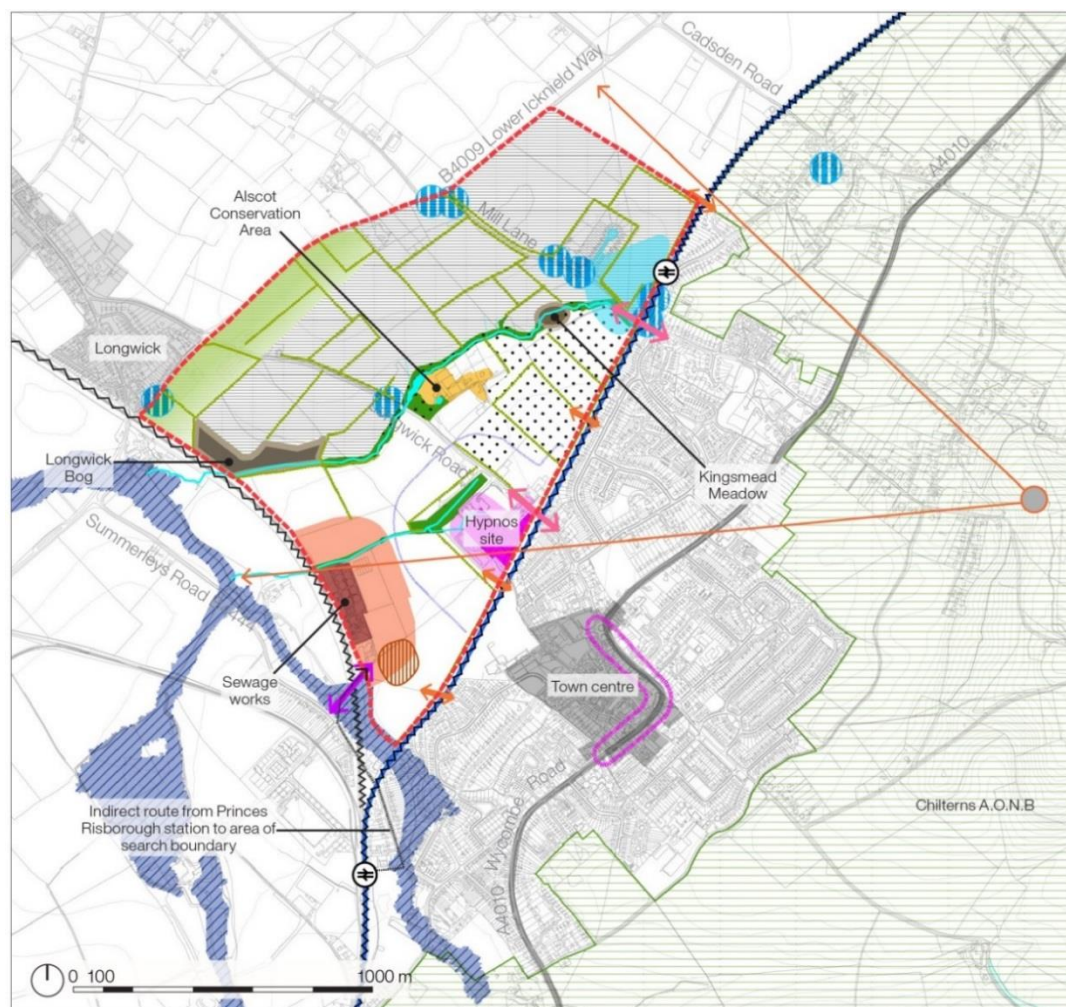 Cadsden Road
B4009 Lower Icknield Way
A4010
Alscot
Conservation
Area
Mill Lane
Longwick
Longwick
Bog
Road
Kingsmead
Meadow
Hypnos
site
Summerleys Road
Sewage
works
Town centre
Indirect route from Princes
Risborough station to area of
search boundary
Wycombe Road
A4010
Chilterns A.O.N.B
0 100 1000 m